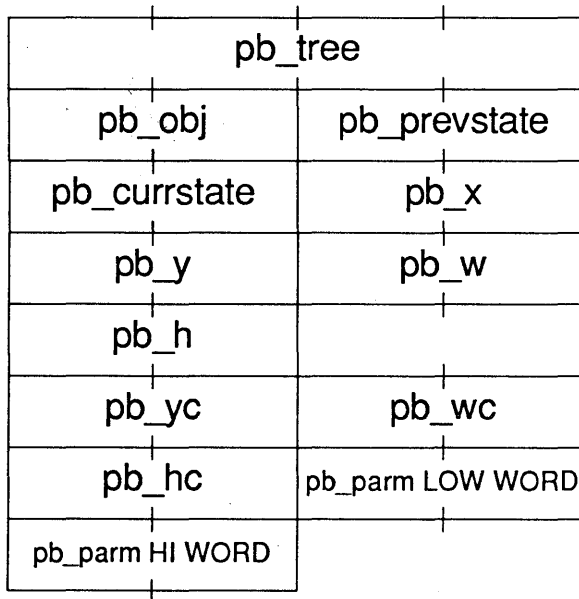 pb_tree
pb_obj pb_prevstate
pb_currstate pb_x
pb_y pb_w
pb_h
pb_yc pb_wc
pb_hc pb_parm LOW WORD
pb_parm HI WORD